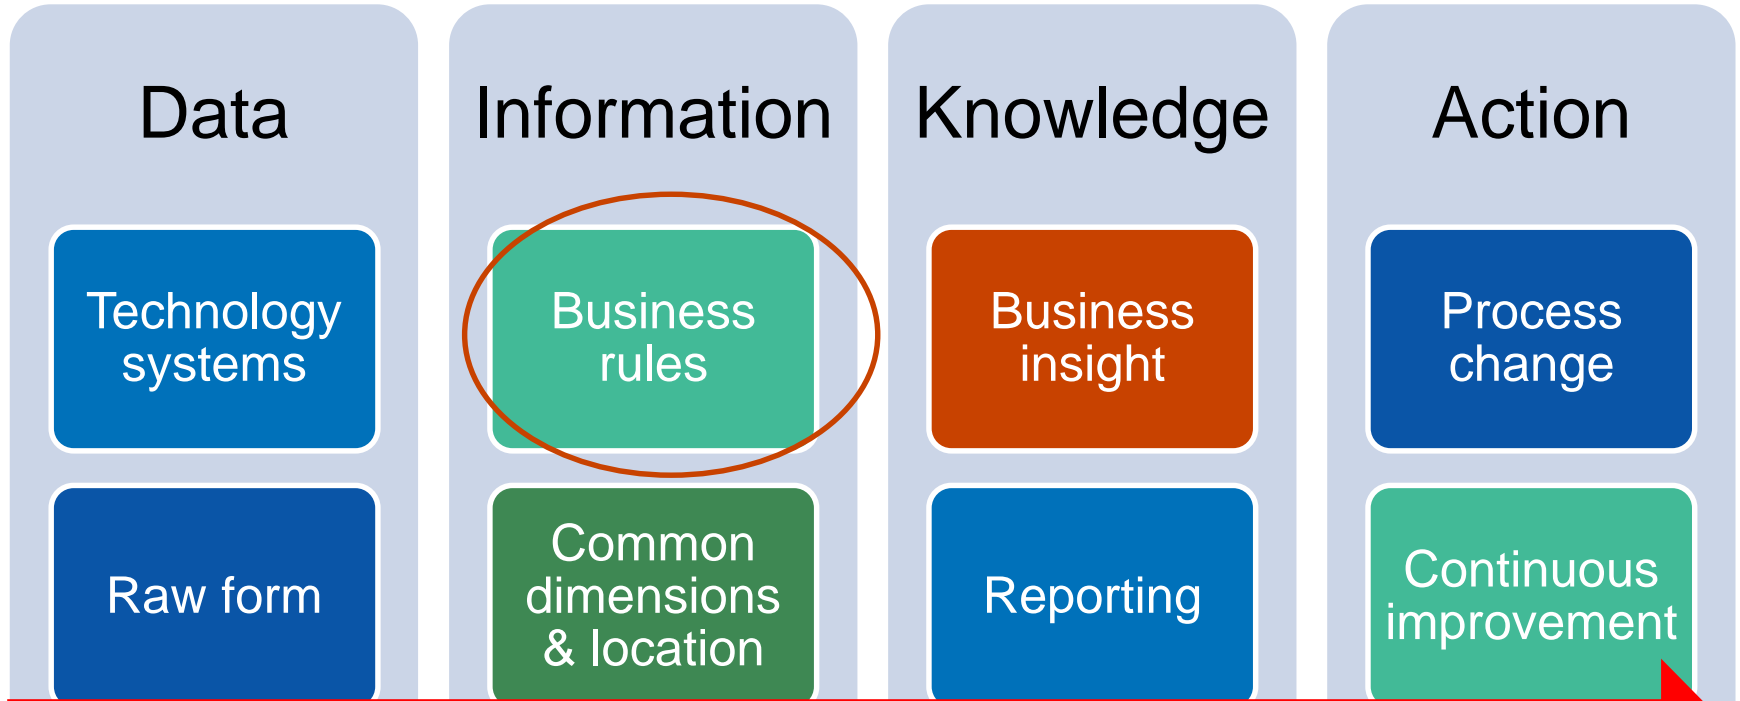 Data
Technology
systems
Raw form
Information
Business
rules
Common
dimensions
& location
Knowledge
Business
insight
Reporting
Action
Process
change
Continuous
improvement